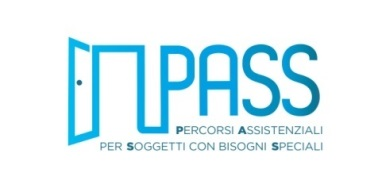 PASS
PERCORSI ASSISTENZIALI
PER SOGGETTI CON BISOGNI SPECIALI